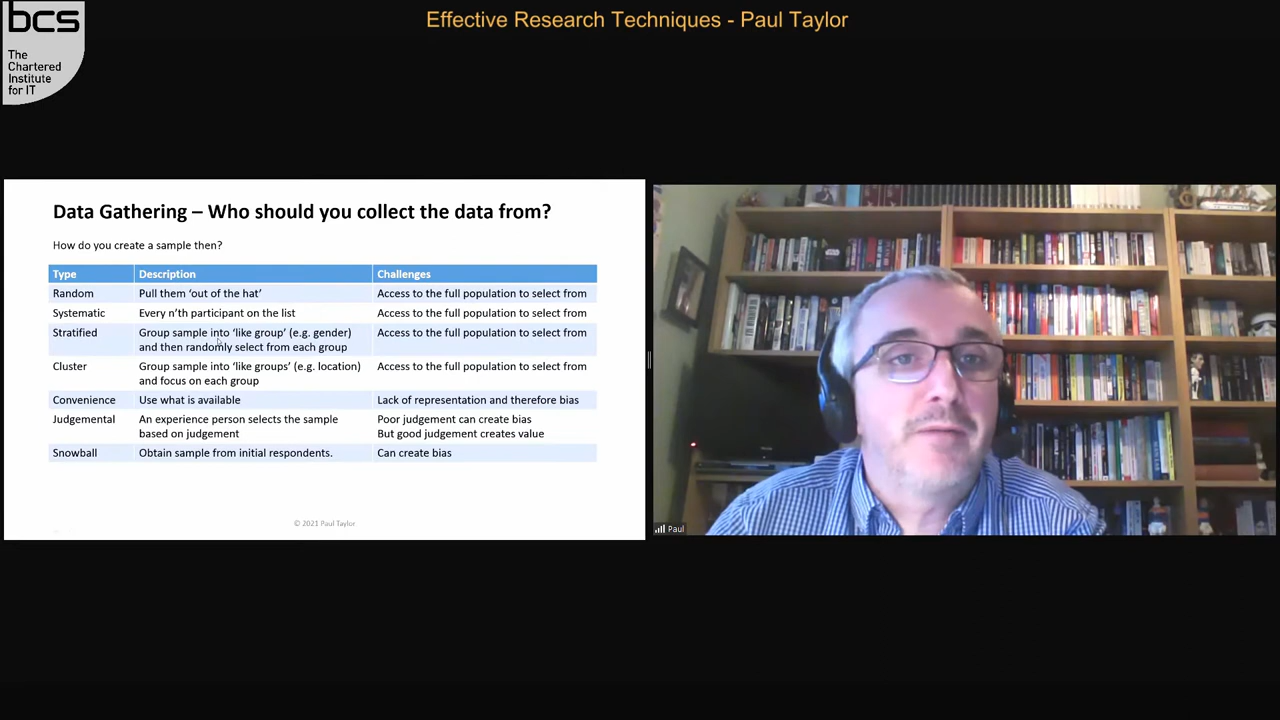 bcs
The
Chartered
Institute
for IT
Effective Research Techniques - Paul Taylor
Data Gathering – Who should you collect the data from?
How do you create a sample then?
Type Description Challenges
Random Pull them ‘out of the hat’ Access to the full population to select from
Systematic Every n’th participant on the list Access to the full population to select from
Stratified Group sample into ‘like group’ (e.g. gender) Access to the full population to select from
and then randomly select from each group
Cluster Group sample into ‘like groups’ (e.g. location) Access to the full population to select from
and focus on each group
Convenience Use what is available Lack of representation and therefore bias
Judgemental An experience person selects the sample Poor judgement can create bias
based on judgement But good judgement creates value
Snowball Obtain sample from initial respondents. Can create bias
© 2021 Paul Taylor
Paul